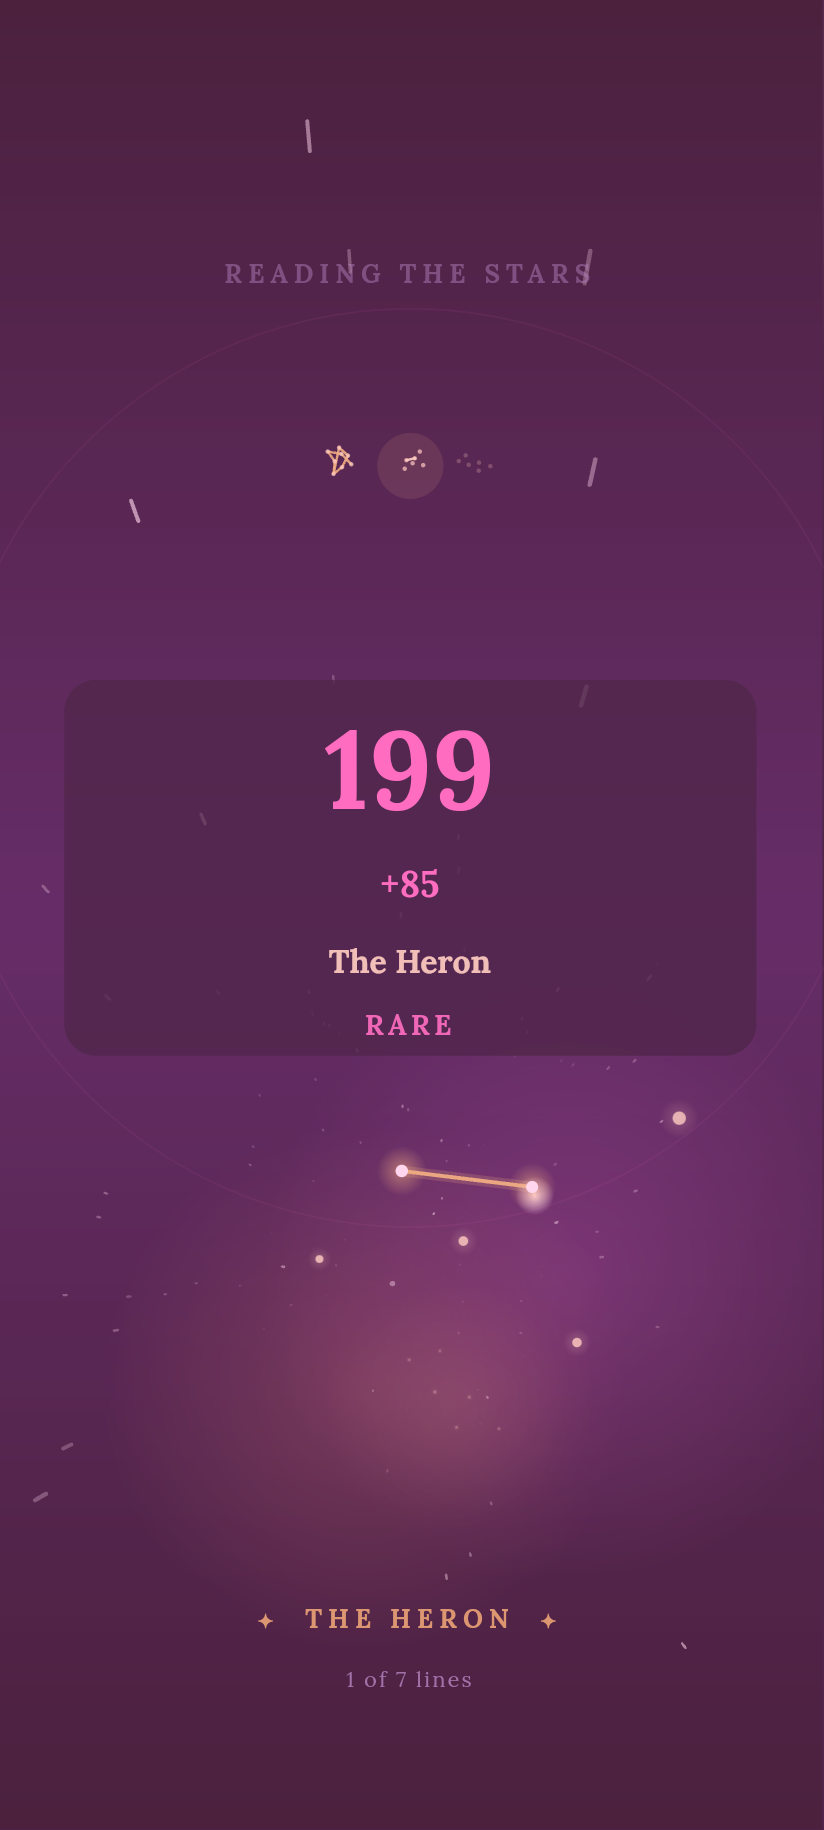 READING THE STARS
199
+85
The Heron
RARE
✦ THE HERON ✦
1 of 7 lines